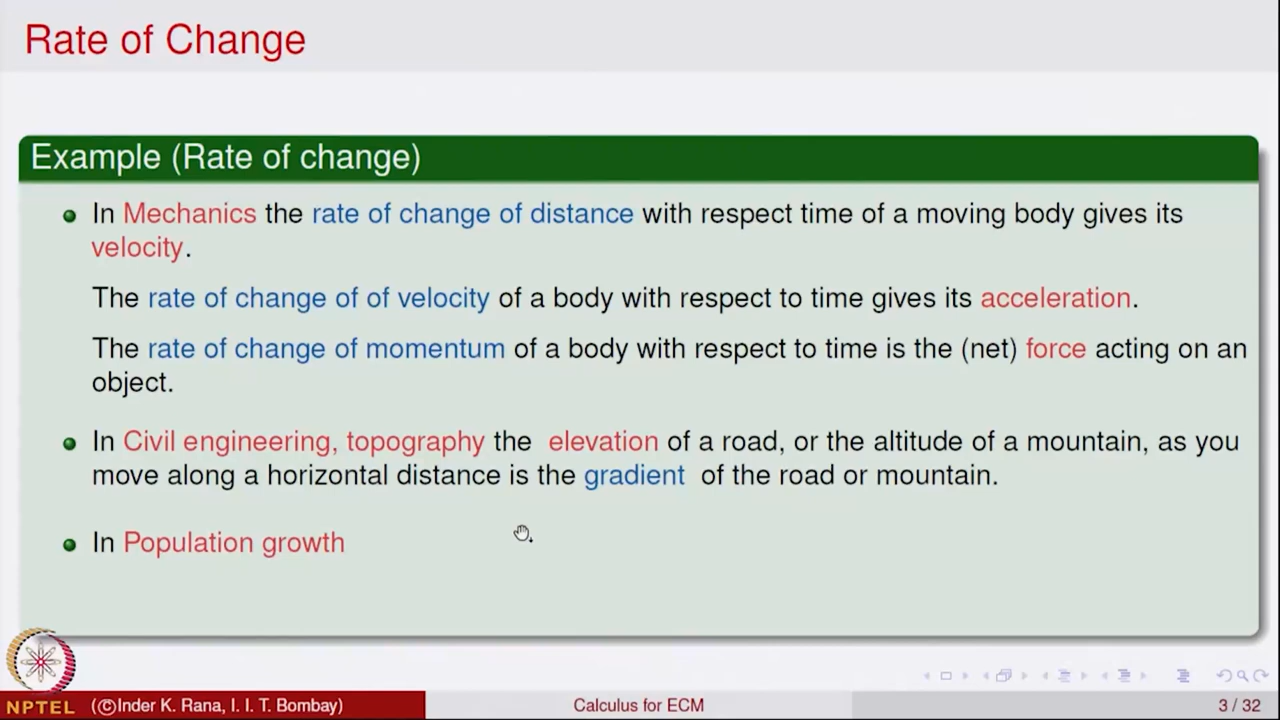 Rate of Change
Example (Rate of change)
In Mechanics the rate of change of distance with respect time of a moving body gives its
velocity.
The rate of change of of velocity of a body with respect to time gives its acceleration.
The rate of change of momentum of a body with respect to time is the (net) force acting on an
object.
In Civil engineering, topography the elevation of a road, or the altitude of a mountain, as you
move along a horizontal distance is the gradient of the road or mountain.
In Population growth
NPTEL (©Inder K. Rana, I. I. T. Bombay) Calculus for ECM 3 / 32